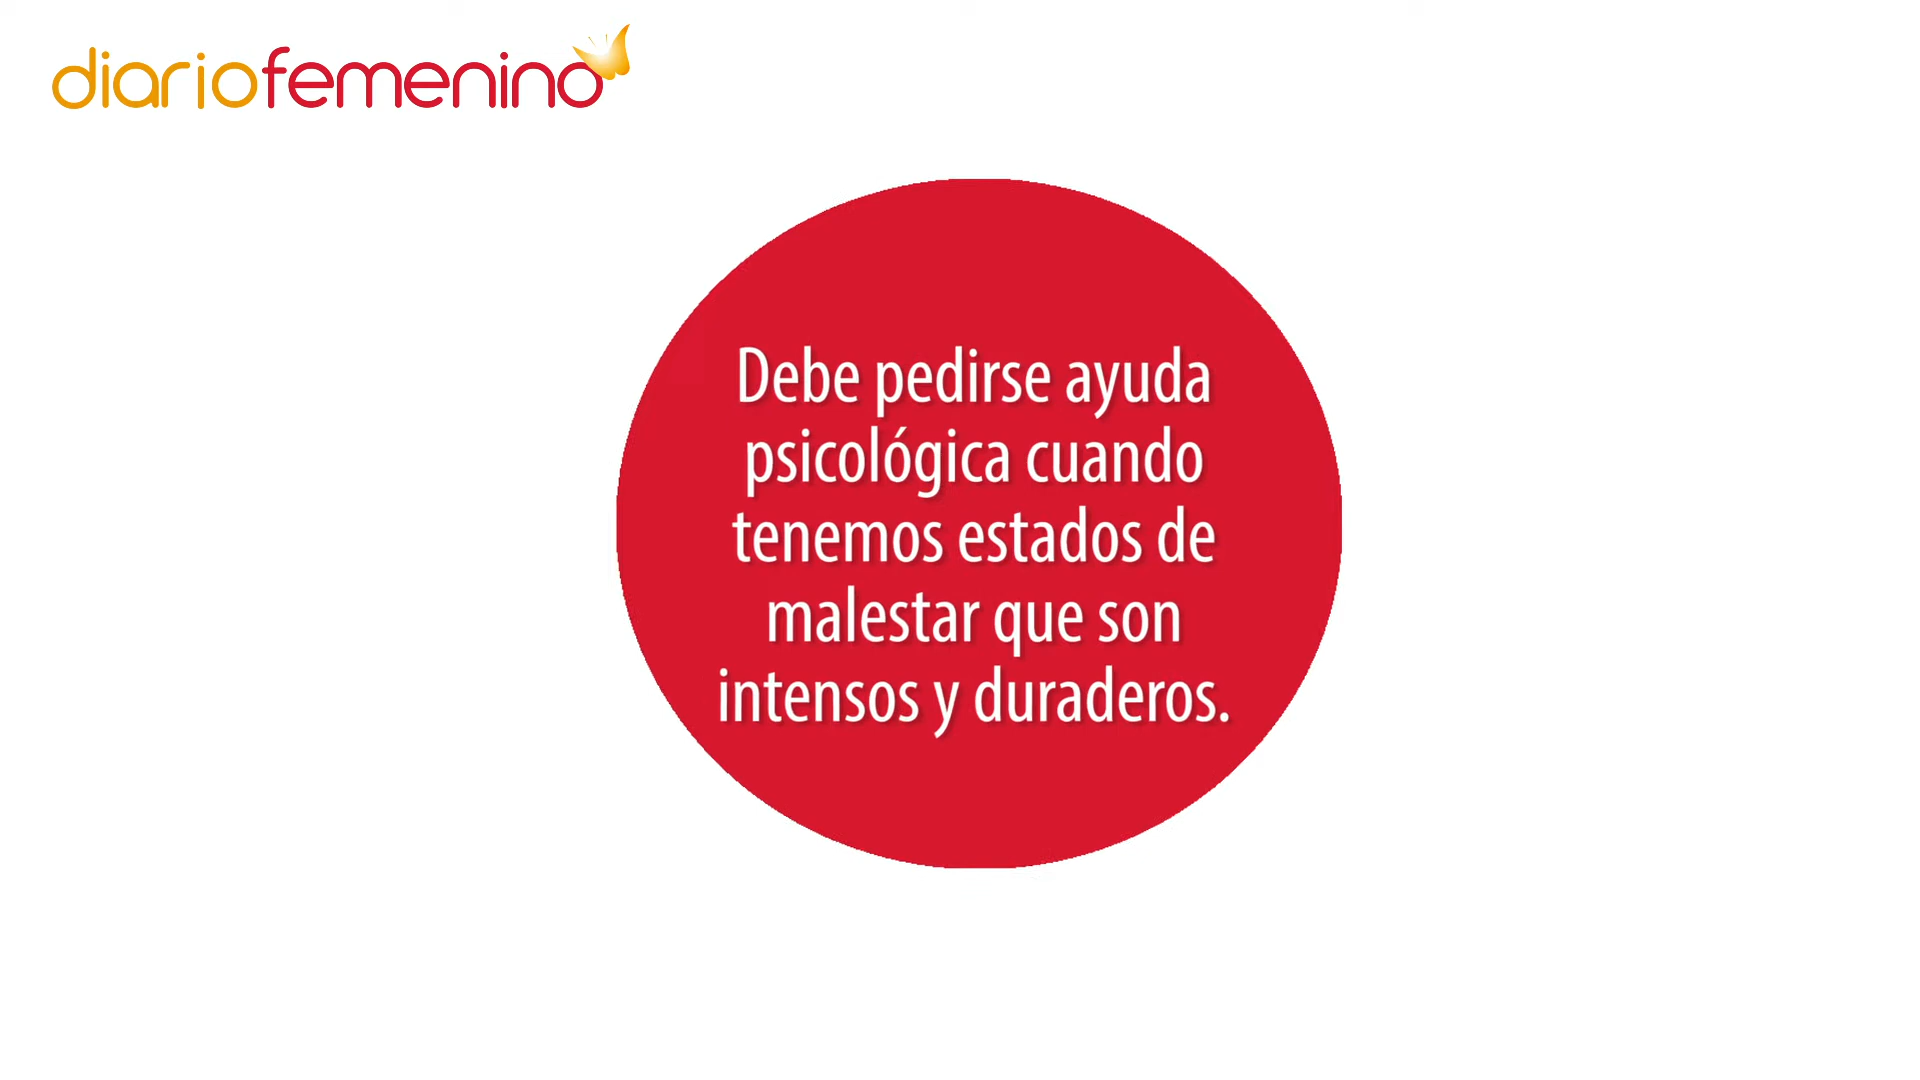 diariofemenino
Debe pedirse ayuda
psicológica cuando
tenemos estados de
malestar que son
intensos y duraderos.